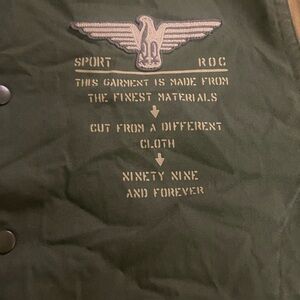 SPORT ROC
THIS GARMENT IS MADE FROM
THE FINEST MATERIALS
CUT FROM A DIFFERENT
CLOTH
NINETY NINE
AND FOREVER